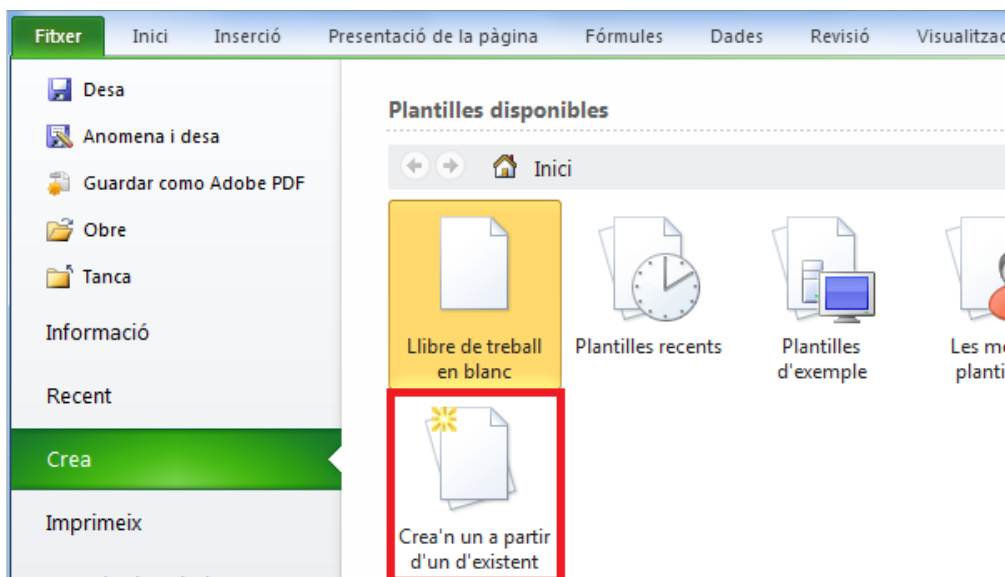 Fitxer Inici Inserció Presentació de la pàgina Fórmules Dades Revisió
Desa
Anomena i desa
Guardar como Adobe PDF
Obre
Tanca
Informació
Recent
Crea
Imprimeix
Plantilles disponibles
Inici
Llibre de treball
en blanc
Plantilles recents
Plantilles
d'exemple
Les
Crea'n un a partir
d'un d'existent